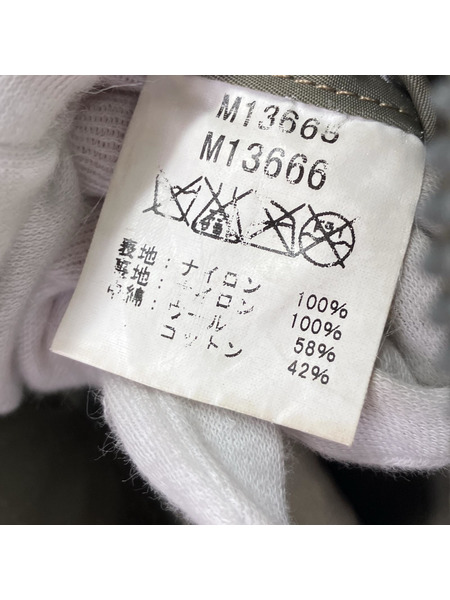 M13665
M13666
表地：ナイロン 100%
裏地：ナイロン 100%
中綿：ウール 58%
コットン 42%